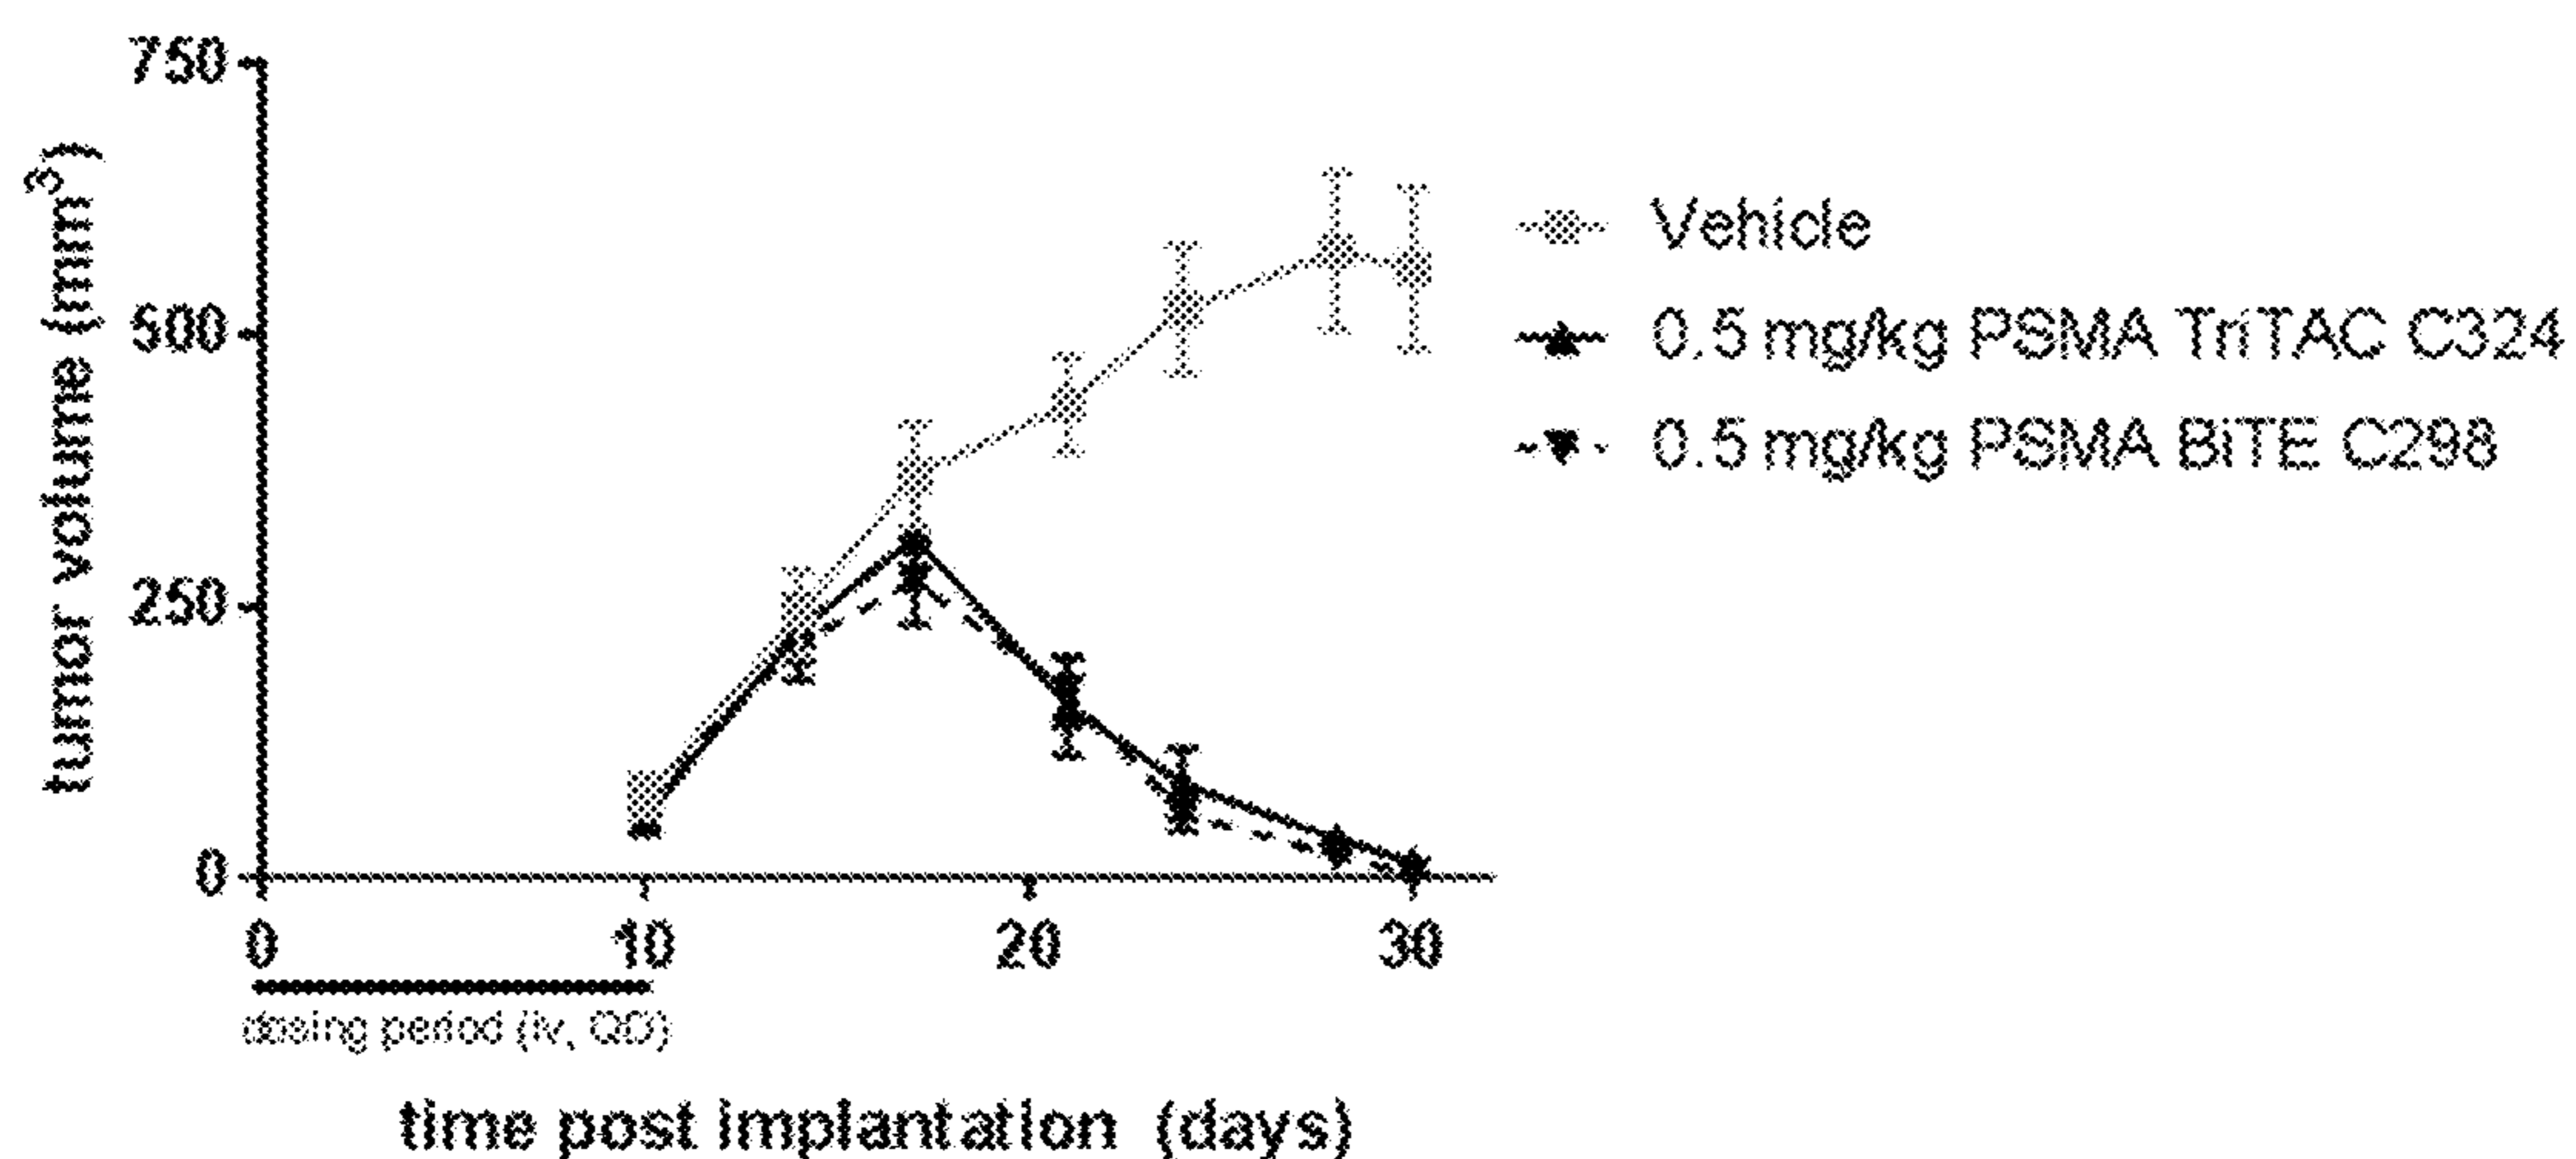 750
500
250
0
tumor volume (mm³)
0 10 20 30
dosing period (iv, QD)
time post implantation (days)
Vehicle
0.5 mg/kg PSMA TriTAC C324
0.5 mg/kg PSMA BiTE C298